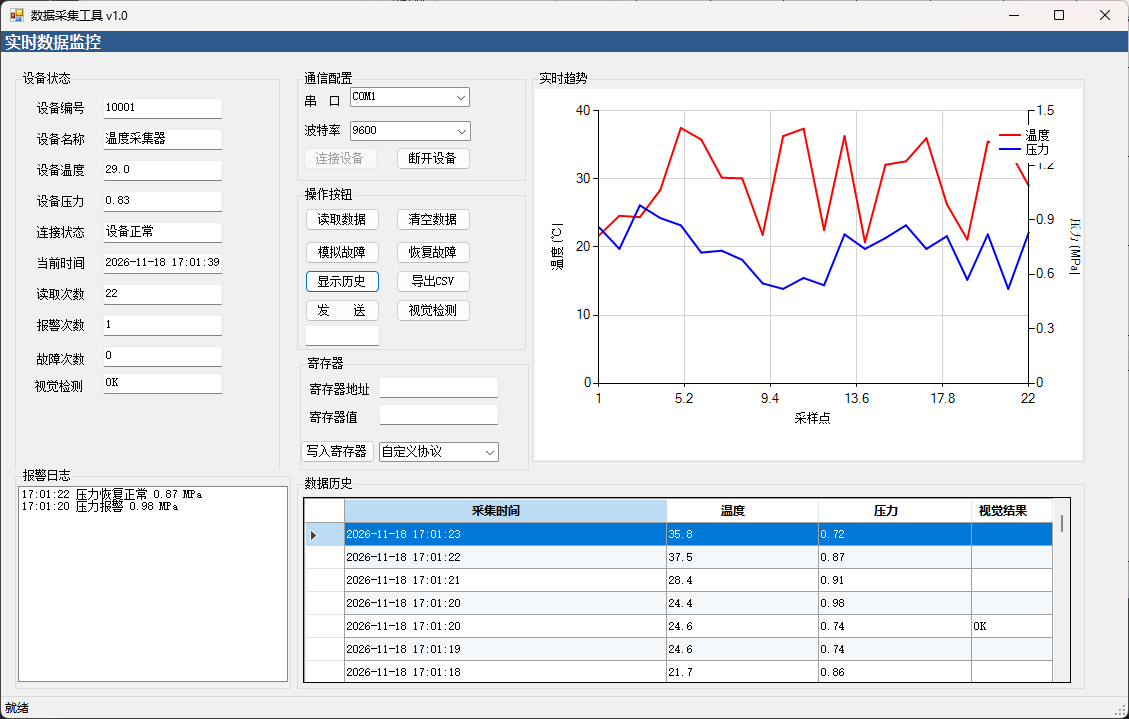 数据采集工具 v1.0
实时数据监控
设备状态
设备编号 10001
设备名称 温度采集器
设备温度 29.0
设备压力 0.83
连接状态 设备正常
当前时间 2026-11-18 17:01:39
读取次数 22
报警次数 1
故障次数 0
视觉检测 OK
通信配置
串 口 COM1
波特率 9600
连接设备 断开设备
操作按钮
读取数据 清空数据
模拟故障 恢复故障
显示历史 导出CSV
发 送 视觉检测
寄存器
寄存器地址
寄存器值
写入寄存器 自定义协议
实时趋势
温度
压力
40
30
20
10
0
温度 (℃)
1.5
1.2
0.9
0.6
0.3
0
压力 (MPa)
1 5.2 9.4 13.6 17.8 22
采样点
报警日志
17:01:22 压力恢复正常 0.87 MPa
17:01:20 压力报警 0.98 MPa
数据历史
采集时间 温度 压力 视觉结果
2026-11-18 17:01:23 35.8 0.72
2026-11-18 17:01:22 37.5 0.87
2026-11-18 17:01:21 28.4 0.91
2026-11-18 17:01:20 24.4 0.98
2026-11-18 17:01:20 24.6 0.74 OK
2026-11-18 17:01:19 24.6 0.74
2026-11-18 17:01:18 21.7 0.86
就绪